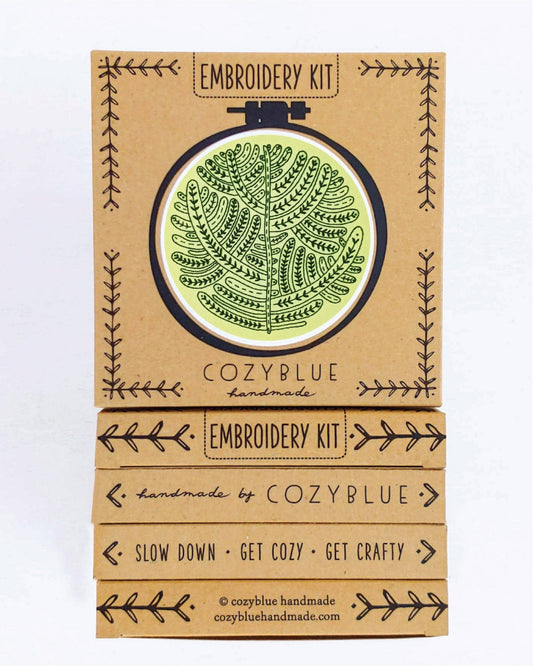 EMBROIDERY KIT
COZYBLUE
handmade
EMBROIDERY KIT
handmade by COZYBLUE
SLOW DOWN • GET COZY • GET CRAFTY
© cozyblue handmade
cozybluehandmade.com